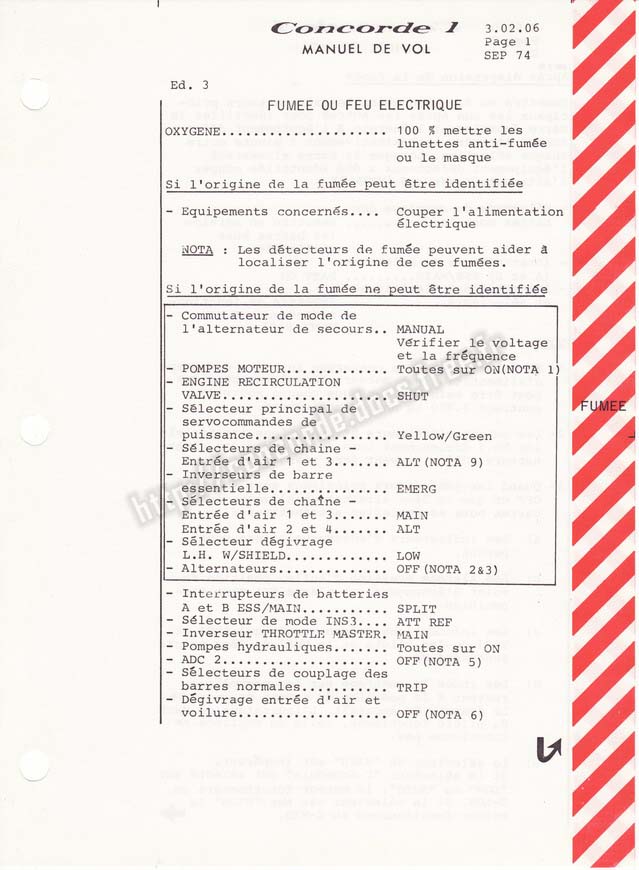 Concorde 1
MANUEL DE VOL
3.02.06
Page 1
SEP 74
Ed. 3
FUMEE OU FEU ELECTRIQUE
OXYGENE...................... 100 % mettre les
lunettes anti-fumée
ou le masque
Si l'origine de la fumée peut être identifiée
- Equipements concernés.... Couper l'alimentation
électrique
NOTA : Les détecteurs de fumée peuvent aider à
localiser l'origine de ces fumées.
Si l'origine de la fumée ne peut être identifiée
- Commutateur de mode de
l'alternateur de secours.. MANUAL
Vérifier le voltage
et la fréquence
- POMPES MOTEUR............. Toutes sur ON(NOTA 1)
- ENGINE RECIRCULATION
VALVE...................... SHUT
- Sélecteur principal de
servocommandes de
puissance.................. Yellow/Green
- Sélecteurs de chaîne -
Entrée d'air 1 et 3....... ALT(NOTA 9)
- Inverseurs de barre
essentielle................ EMERG
- Sélecteurs de chaîne -
Entrée d'air 1 et 3....... MAIN
Entrée d'air 2 et 4....... ALT
- Sélecteur dégivrage
L.H. W/SHIELD............. LOW
- Alternateurs.............. OFF(NOTA 2&3)
- Interrupteurs de batteries
A et B ESS/MAIN........... SPLIT
- Sélecteur de mode INS3.... ATT REF
- Inverseur THROTTLE MASTER. MAIN
- Pompes hydrauliques....... Toutes sur ON
- ADC 2..................... OFF(NOTA 5)
- Sélecteurs de couplage des
barres normales........... TRIP
- Dégivrage entrée d'air et
voilure................... OFF(NOTA 6)
FUMEE